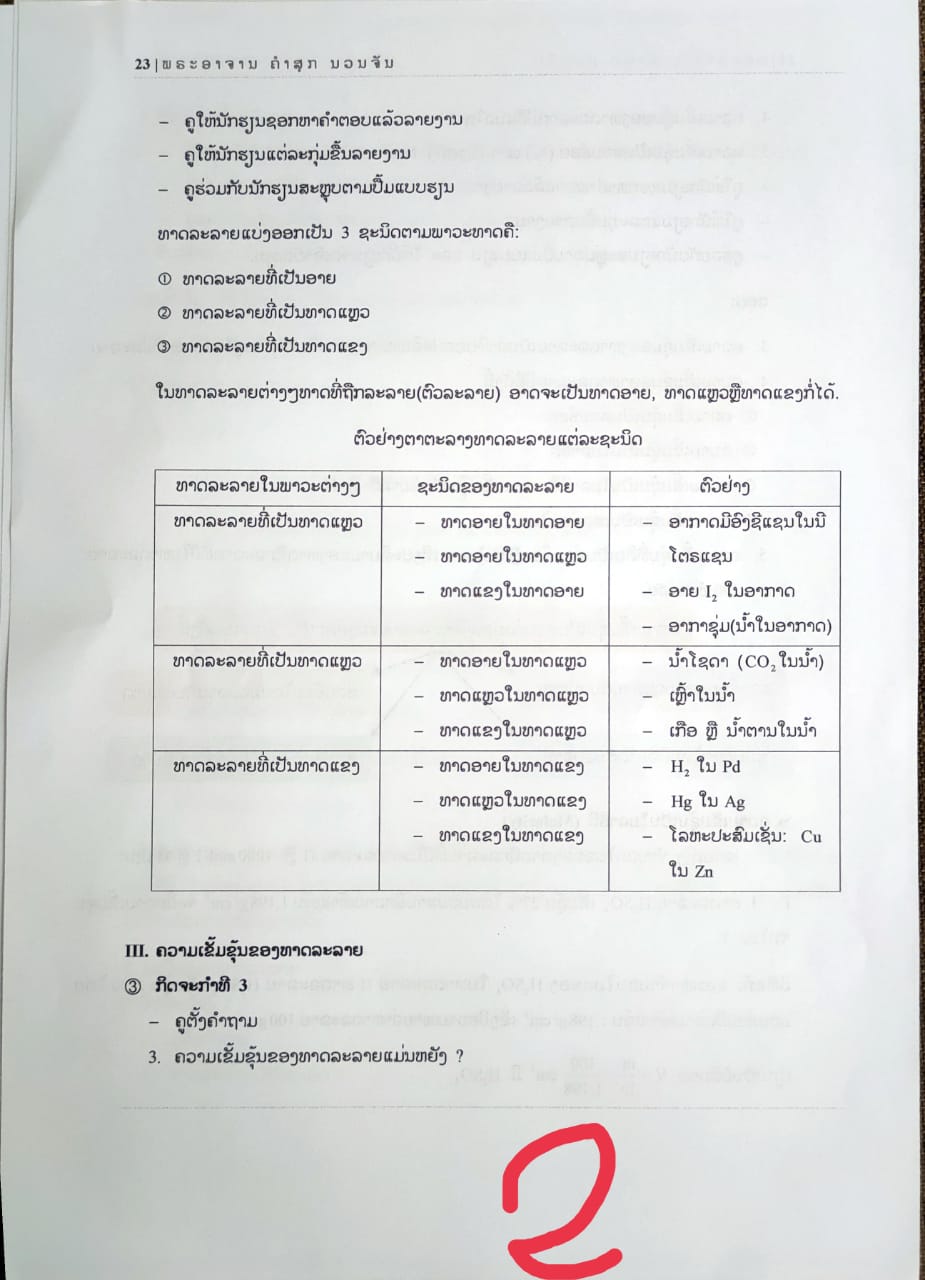 23 | ພຣະອາຈານ ຄໍາສຸກ ນວນຈັນ
– ຄູໃຫ້ນັກຮຽນຊອກຫາຄໍາຕອບແລ້ວລາຍງານ
– ຄູໃຫ້ນັກຮຽນແຕ່ລະກຸ່ມຂຶ້ນລາຍງານ
– ຄູຮ່ວມກັບນັກຮຽນສະຫຼຸບຕາມປຶ້ມແບບຮຽນ
ທາດລະລາຍແບ່ງອອກເປັນ 3 ຊະນິດຕາມພາວະທາດຄື:
① ທາດລະລາຍທີ່ເປັນອາຍ
② ທາດລະລາຍທີ່ເປັນທາດແຫຼວ
③ ທາດລະລາຍທີ່ເປັນທາດແຂງ
ໃນທາດລະລາຍຕ່າງໆທາດທີ່ຖືກລະລາຍ(ຕົວລະລາຍ) ອາດຈະເປັນທາດອາຍ, ທາດແຫຼວຫຼືທາດແຂງກໍ່ໄດ້.
ຕົວຢ່າງຕາຕະລາງທາດລະລາຍແຕ່ລະຊະນິດ
ທາດລະລາຍໃນພາວະຕ່າງໆ ຊະນິດຂອງທາດລະລາຍ ຕົວຢ່າງ
ທາດລະລາຍທີ່ເປັນທາດແຫຼວ – ທາດອາຍໃນທາດອາຍ – ອາກາດມີອົງຊີແຊນໃນນີ
– ທາດອາຍໃນທາດແຫຼວ ໂຕຣແຊນ
– ທາດແຂງໃນທາດອາຍ – ອາຍ I₂ ໃນອາກາດ
– ອາກາຊຸ່ມ(ນໍ້າໃນອາກາດ)
ທາດລະລາຍທີ່ເປັນທາດແຫຼວ – ທາດອາຍໃນທາດແຫຼວ – ນໍ້າໂຊດາ (CO₂ ໃນນໍ້າ)
– ທາດແຫຼວໃນທາດແຫຼວ – ເຫຼົ້າໃນນໍ້າ
– ທາດແຂງໃນທາດແຫຼວ – ເກືອ ຫຼື ນໍ້າຕານໃນນໍ້າ
ທາດລະລາຍທີ່ເປັນທາດແຂງ – ທາດອາຍໃນທາດແຂງ – H₂ ໃນ Pd
– ທາດແຫຼວໃນທາດແຂງ – Hg ໃນ Ag
– ທາດແຂງໃນທາດແຂງ – ໂລຫະປະສົມເຊັ່ນ: Cu
ໃນ Zn
III. ຄວາມເຂັ້ມຂຸ້ນຂອງທາດລະລາຍ
③ ກິດຈະກໍາທີ 3
– ຄູຕັ້ງຄໍາຖາມ
3. ຄວາມເຂັ້ມຂຸ້ນຂອງທາດລະລາຍແມ່ນຫຍັງ ?
2